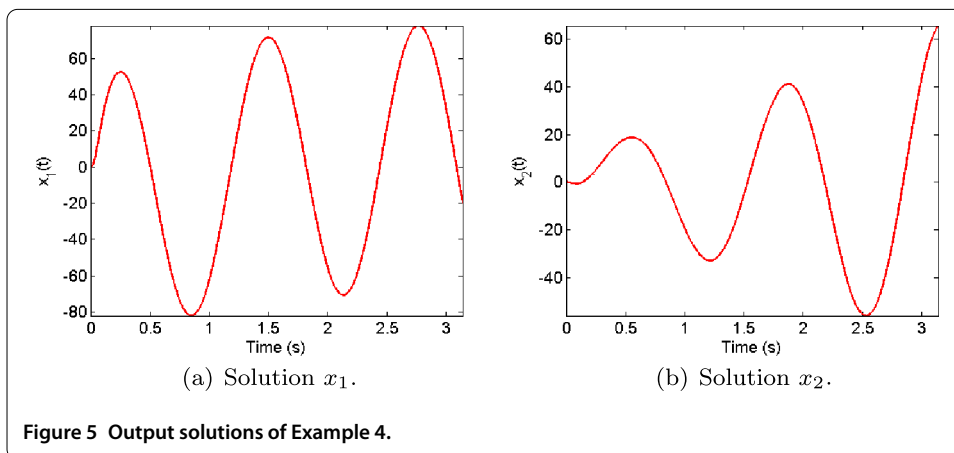 60
40
20
0
-20
-40
-60
-80
x1(t)
0 0.5 1 1.5 2 2.5 3
Time (s)
(a) Solution x1.
60
40
20
0
-20
-40
x2(t)
0 0.5 1 1.5 2 2.5 3
Time (s)
(b) Solution x2.
Figure 5 Output solutions of Example 4.